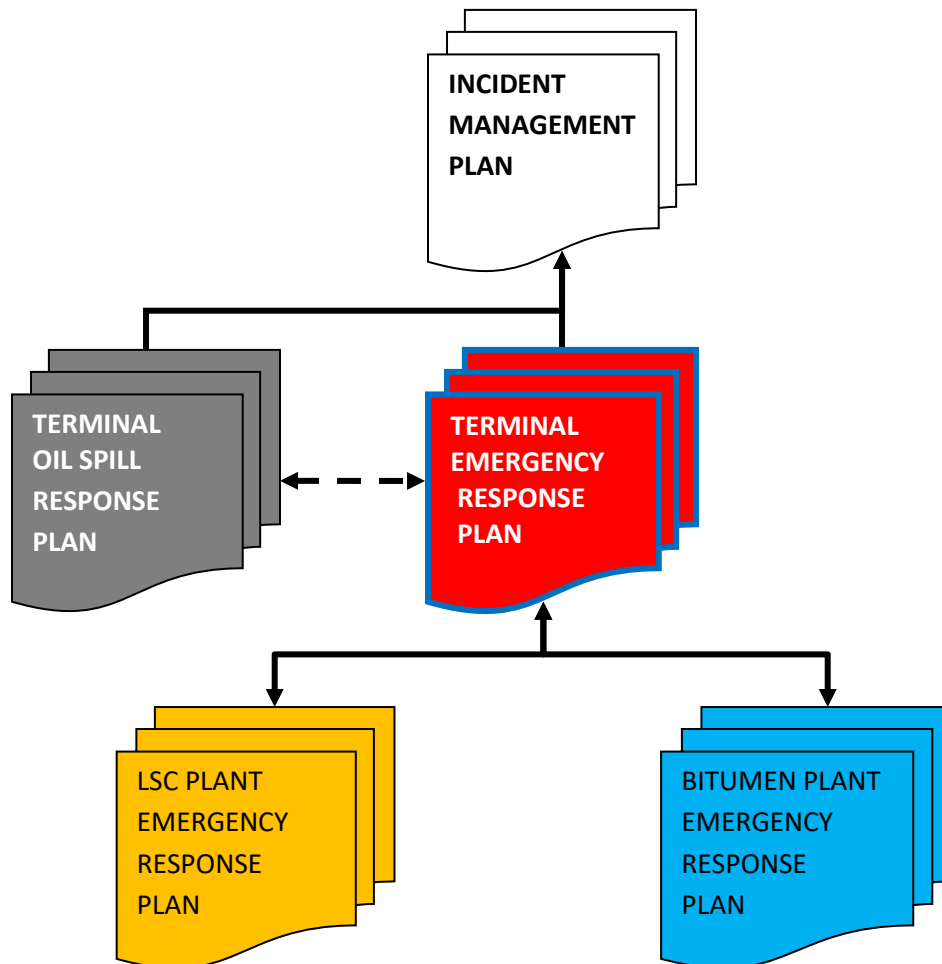 INCIDENT
MANAGEMENT
PLAN
TERMINAL
OIL SPILL
RESPONSE
PLAN
TERMINAL
EMERGENCY
RESPONSE
PLAN
LSC PLANT
EMERGENCY
RESPONSE
PLAN
BITUMEN PLANT
EMERGENCY
RESPONSE
PLAN